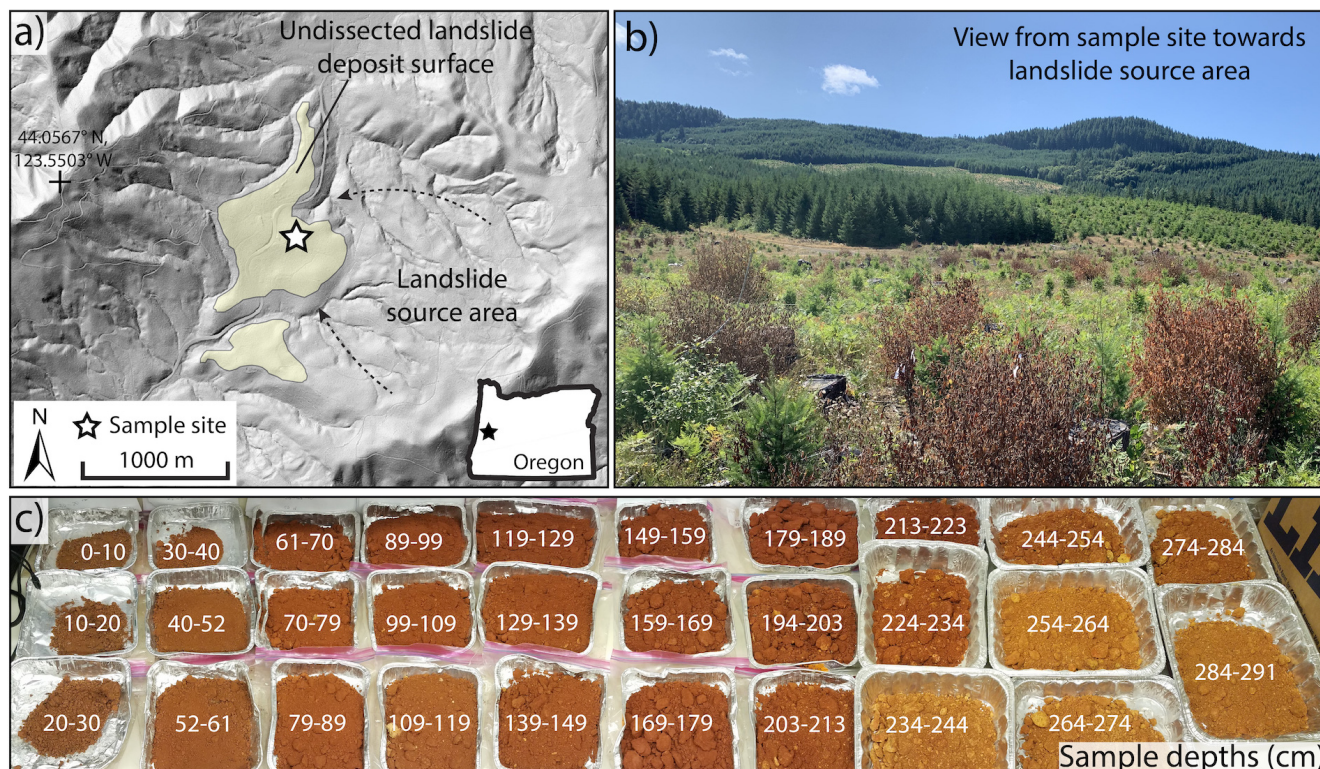 a)
Undissected landslide
deposit surface
44.0567° N,
123.5503° W
Landslide
source area
N
Sample site
1000 m
Oregon
b)
View from sample site towards
landslide source area
c)
0-10
30-40
61-70
89-99
119-129
149-159
179-189
213-223
244-254
274-284
10-20
40-52
70-79
99-109
129-139
159-169
194-203
224-234
254-264
284-291
20-30
52-61
79-89
109-119
139-149
169-179
203-213
234-244
264-274
Sample depths (cm)